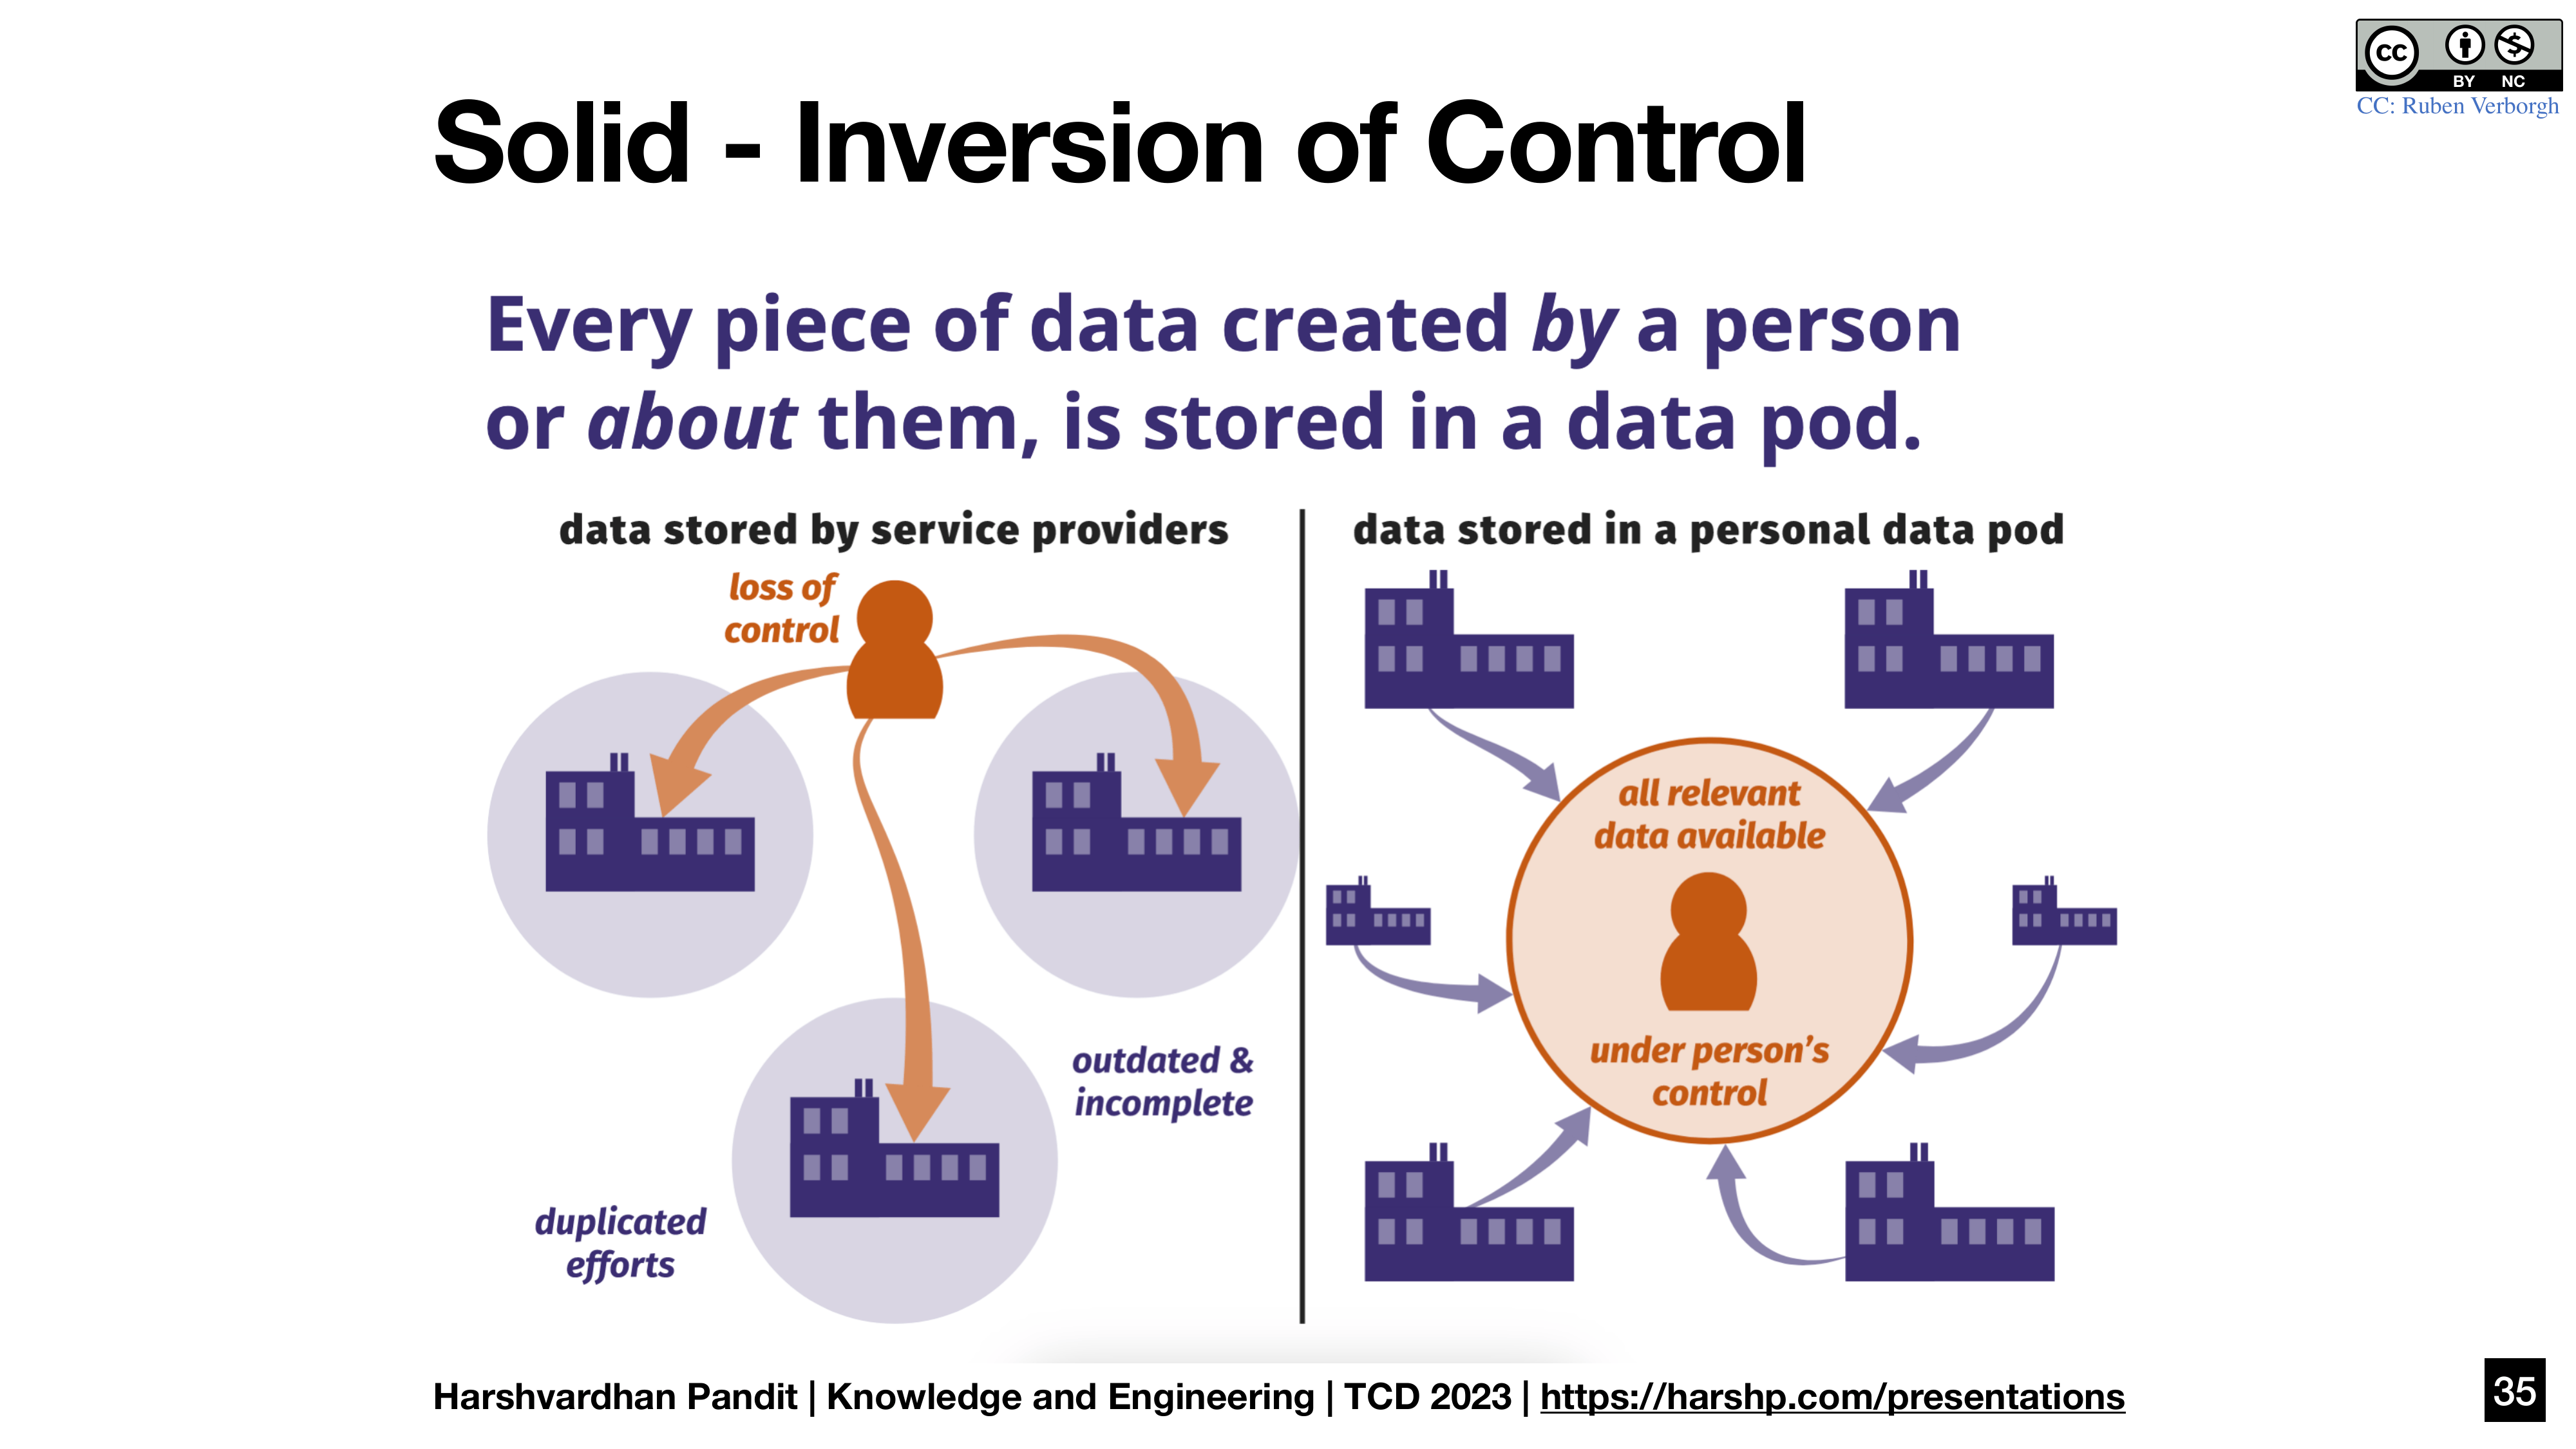 CC
BY NC
CC: Ruben Verborgh
Solid - Inversion of Control
Every piece of data created by a person
or about them, is stored in a data pod.
data stored by service providers
loss of
control
outdated &
incomplete
duplicated
efforts
data stored in a personal data pod
all relevant
data available
under person's
control
Harshvardhan Pandit | Knowledge and Engineering | TCD 2023 | https://harshp.com/presentations
35